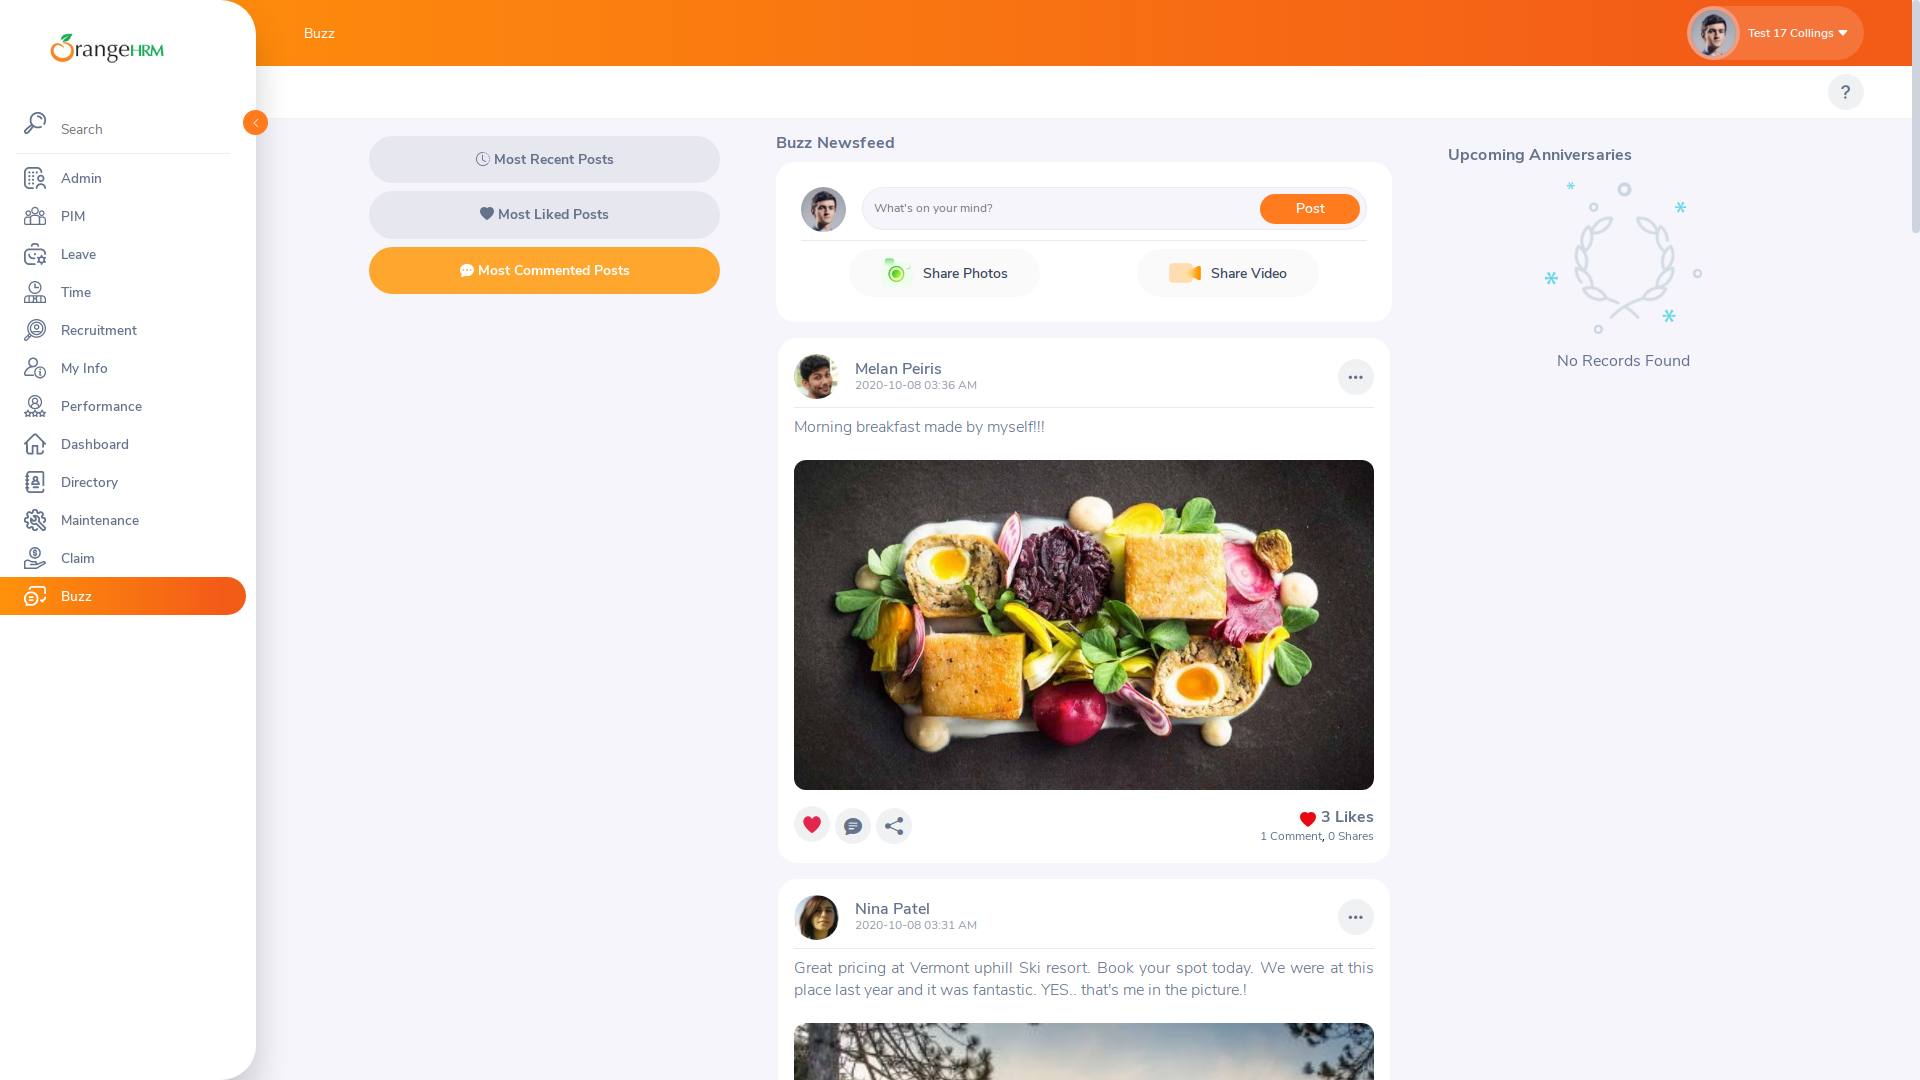 OrangeHRM
Search
Admin
PIM
Leave
Time
Recruitment
My Info
Performance
Dashboard
Directory
Maintenance
Claim
Buzz
Buzz
Test 17 Collings
?
Most Recent Posts
Most Liked Posts
Most Commented Posts
Buzz Newsfeed
What's on your mind?
Post
Share Photos
Share Video
Melan Peiris
2020-10-08 03:36 AM
Morning breakfast made by myself!!!
3 Likes
1 Comment, 0 Shares
Nina Patel
2020-10-08 03:31 AM
Great pricing at Vermont uphill Ski resort. Book your spot today. We were at this
place last year and it was fantastic. YES.. that's me in the picture.!
Upcoming Anniversaries
No Records Found